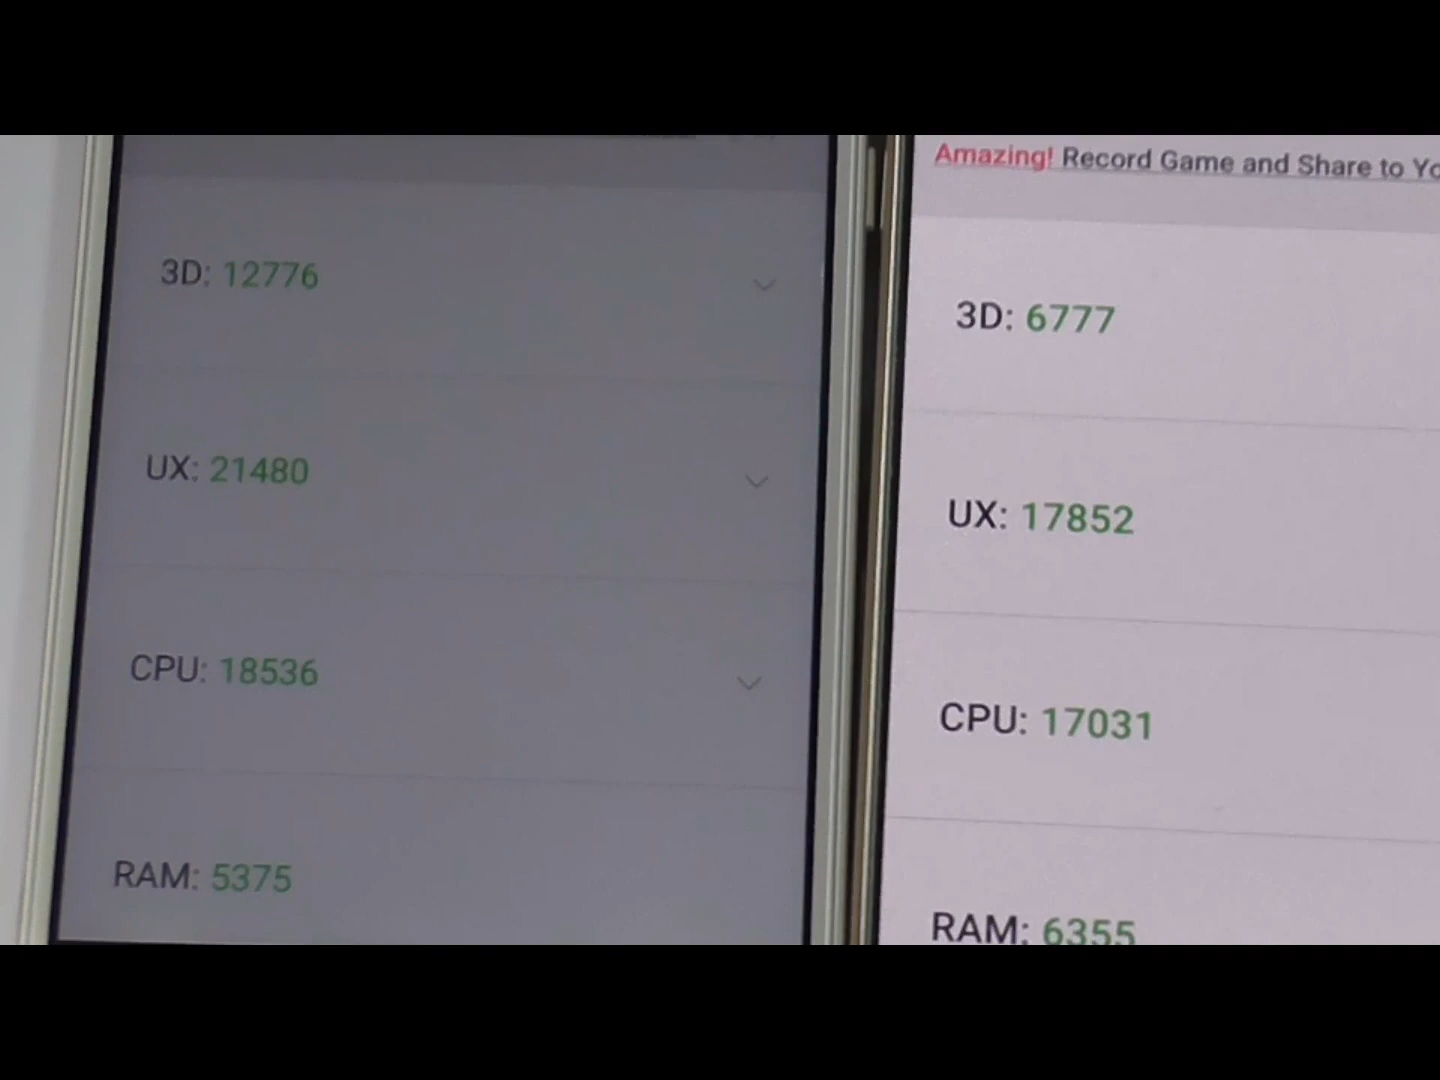 3D: 12776
UX: 21480
CPU: 18536
RAM: 5375
Amazing! Record Game and Share to
3D: 6777
UX: 17852
CPU: 17031
RAM: 6355